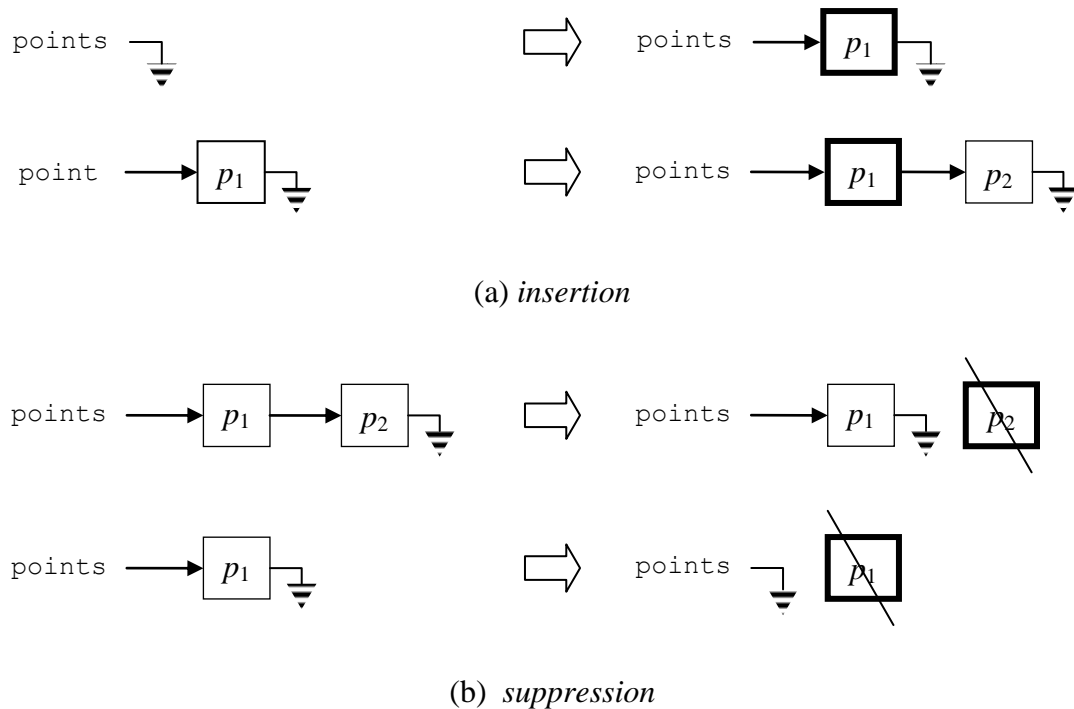 points points p1
point p1 points p1 p2
(a) insertion
points p1 p2 points p1 p2
points p1 points p1
(b) suppression